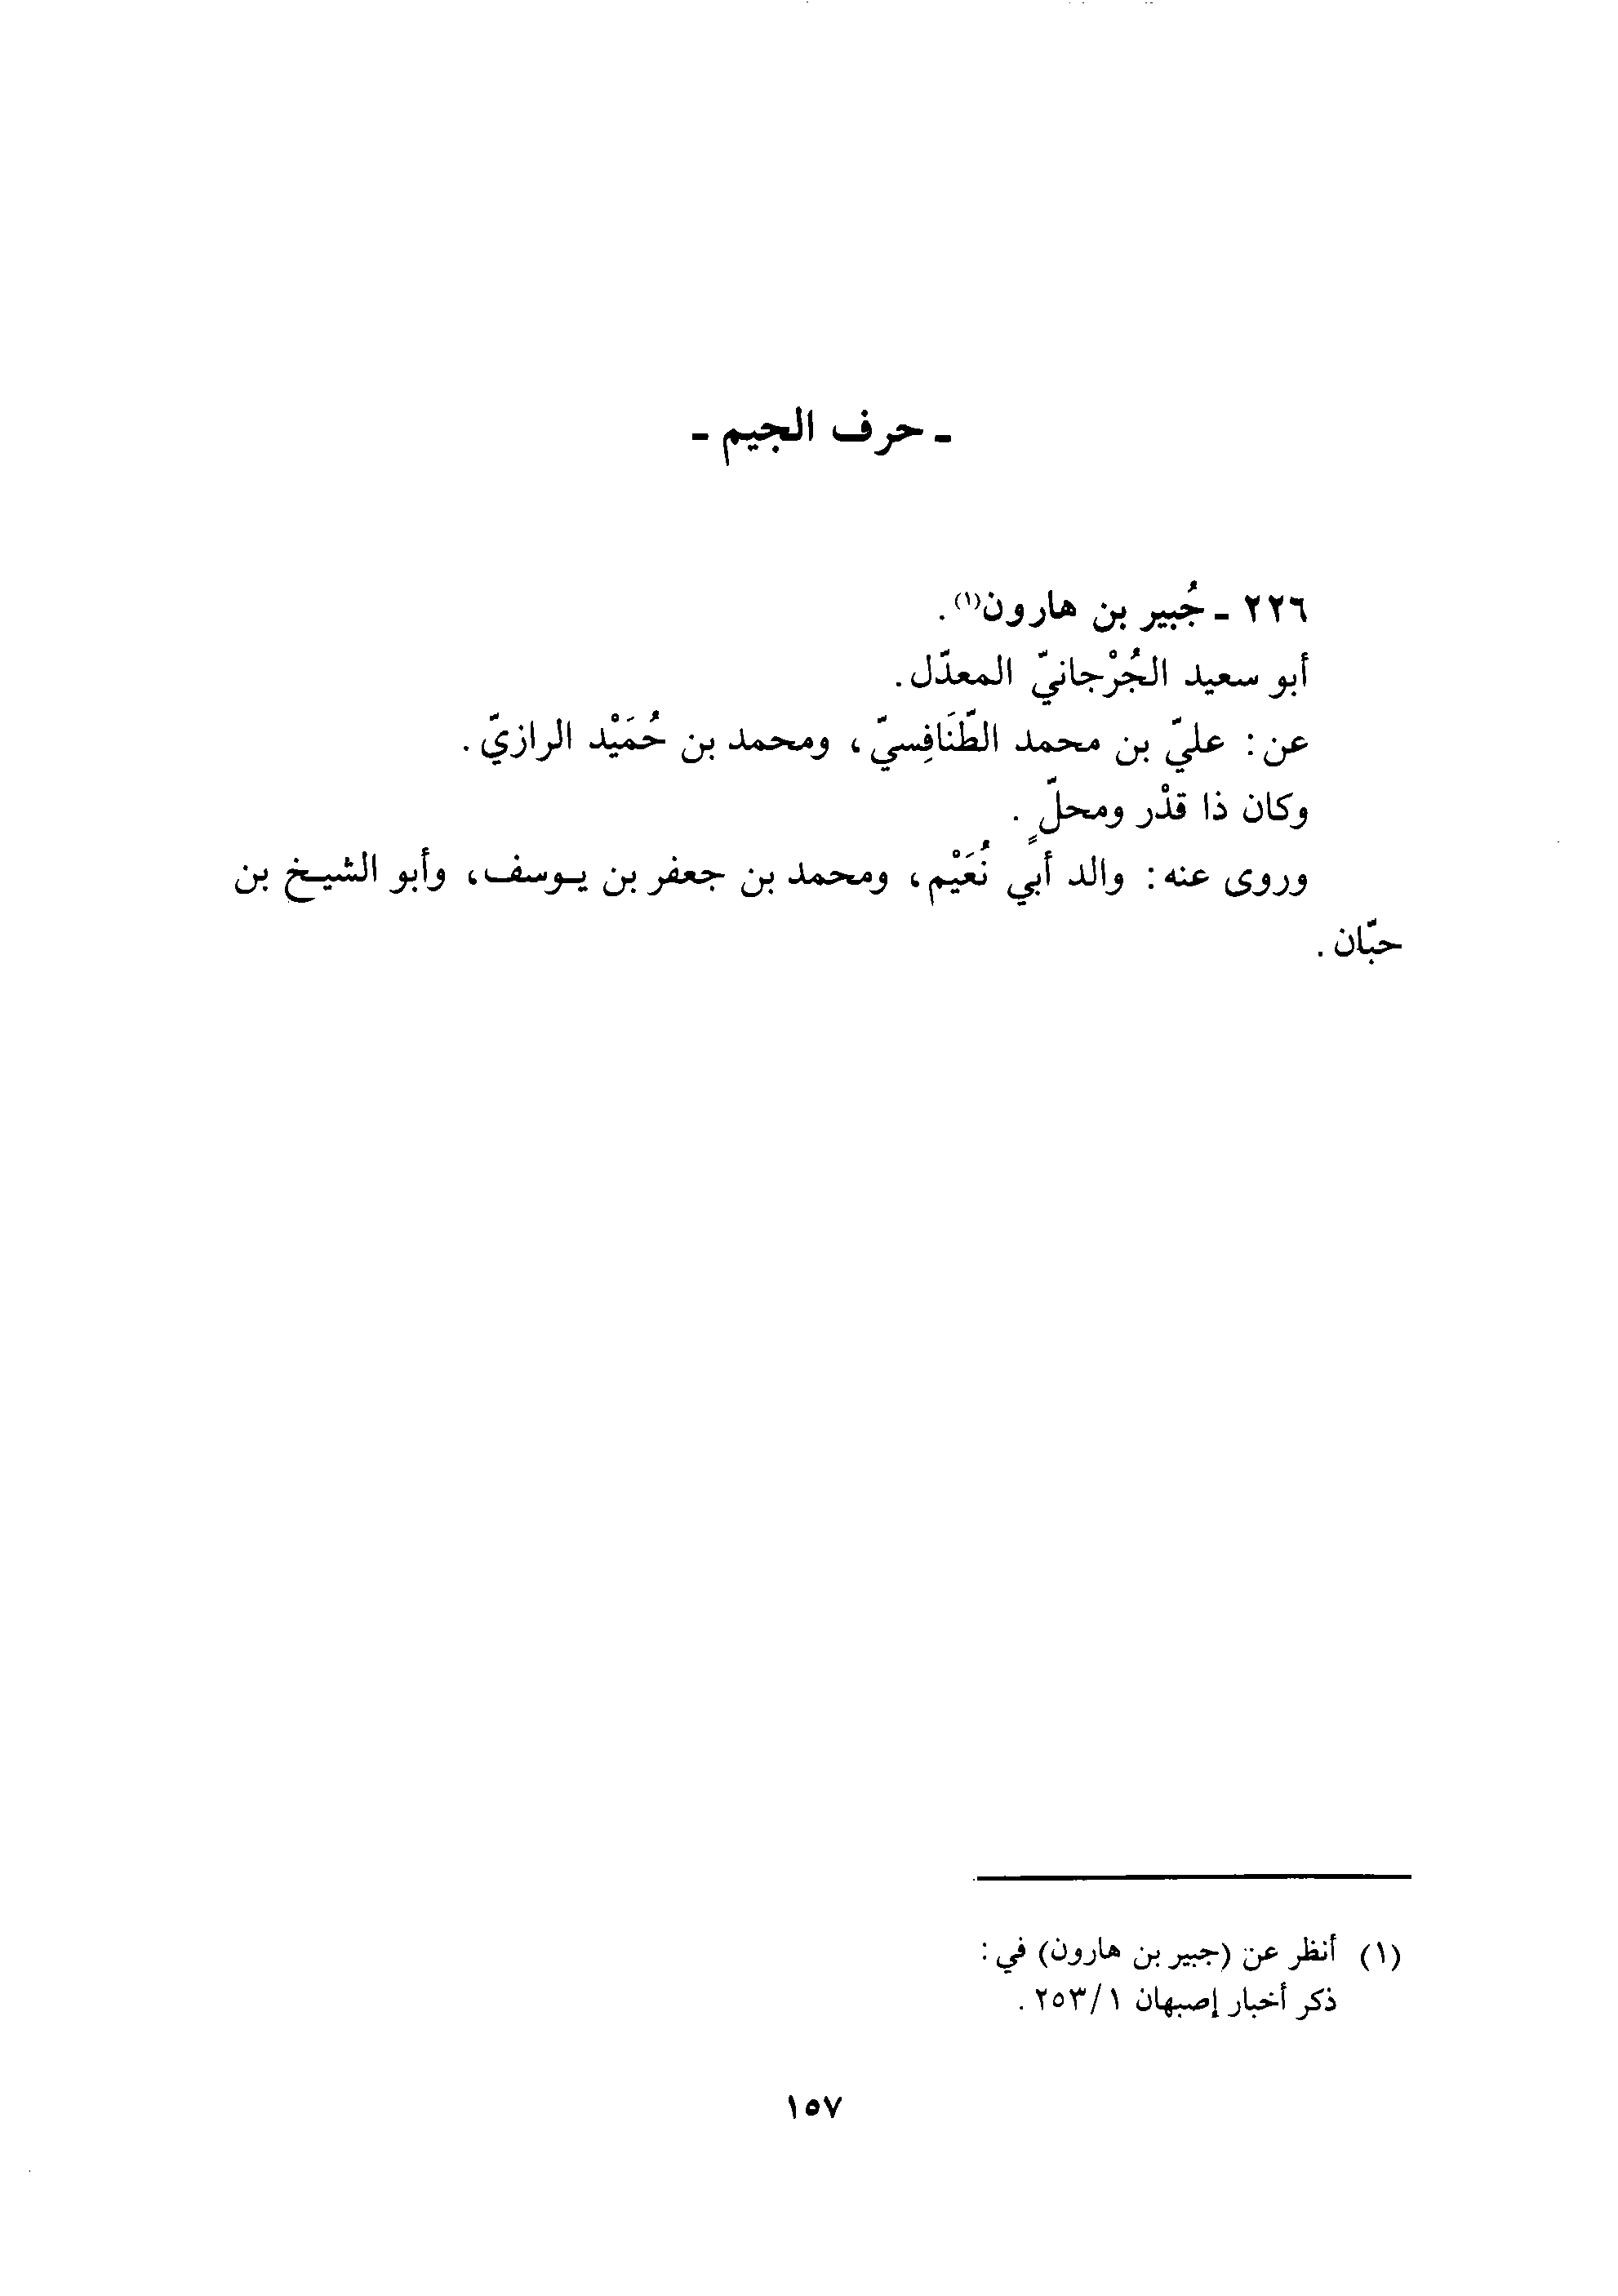 ـ حرف الجيم ـ
٢٢٦ ـ جُبير بن هارون(١).
أبو سعيد الجُرْجانيّ المعدّل.
عن: عليّ بن محمد الطَّنَافِسيّ، ومحمد بن حُمَيْد الرازيّ.
وكان ذا قدْر ومحلٍّ.
وروى عنه: والد أبي نُعَيْم، ومحمد بن جعفر بن يـوسف، وأبو الشيـخ بن
حبّان.
(١) أنظر عن (جبير بن هارون) في:
ذكر أخبار إصبهان ١/٢٥٣.
١٥٧